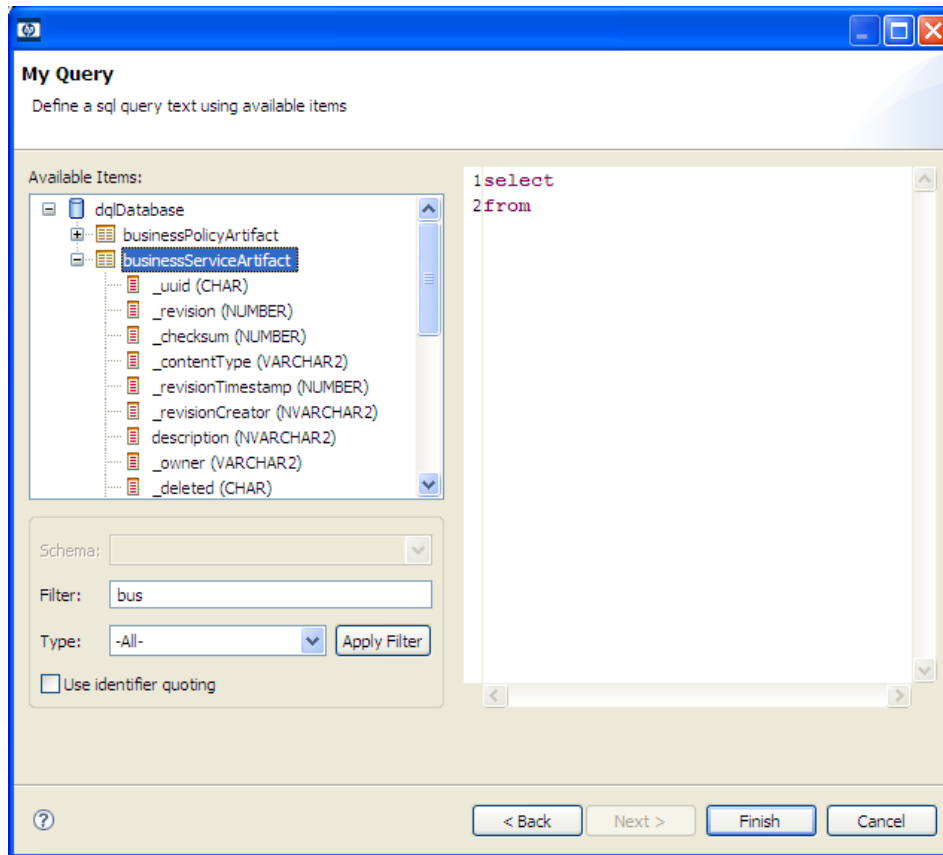 hp
My Query
Define a sql query text using available items
Available Items:
dqlDatabase
businessPolicyArtifact
businessServiceArtifact
_uuid (CHAR)
_revision (NUMBER)
_checksum (NUMBER)
_contentType (VARCHAR2)
_revisionTimestamp (NUMBER)
_revisionCreator (NVARCHAR2)
description (NVARCHAR2)
_owner (VARCHAR2)
_deleted (CHAR)
1select
2from
Schema:
Filter: bus
Type: -All- Apply Filter
Use identifier quoting
? < Back Next > Finish Cancel